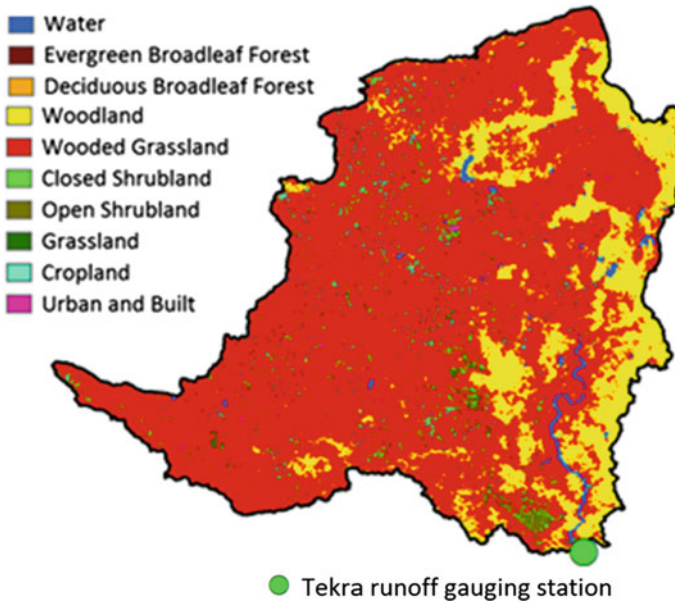 Water
Evergreen Broadleaf Forest
Deciduous Broadleaf Forest
Woodland
Wooded Grassland
Closed Shrubland
Open Shrubland
Grassland
Cropland
Urban and Built
Tekra runoff gauging station